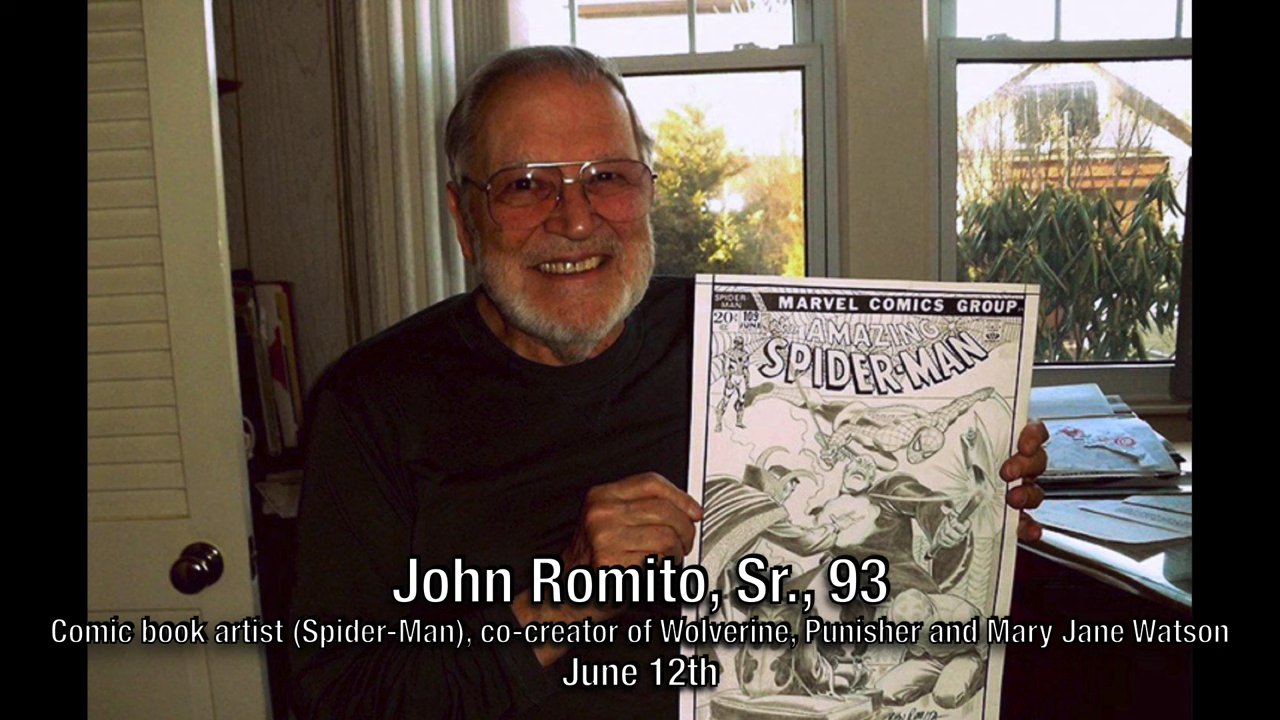 MARVEL COMICS GROUP
SPIDER-
MAN
20¢ 109
JUNE
AMAZING
SPIDER-MAN
John Romito, Sr., 93
Comic book artist (Spider-Man), co-creator of Wolverine, Punisher and Mary Jane Watson
June 12th